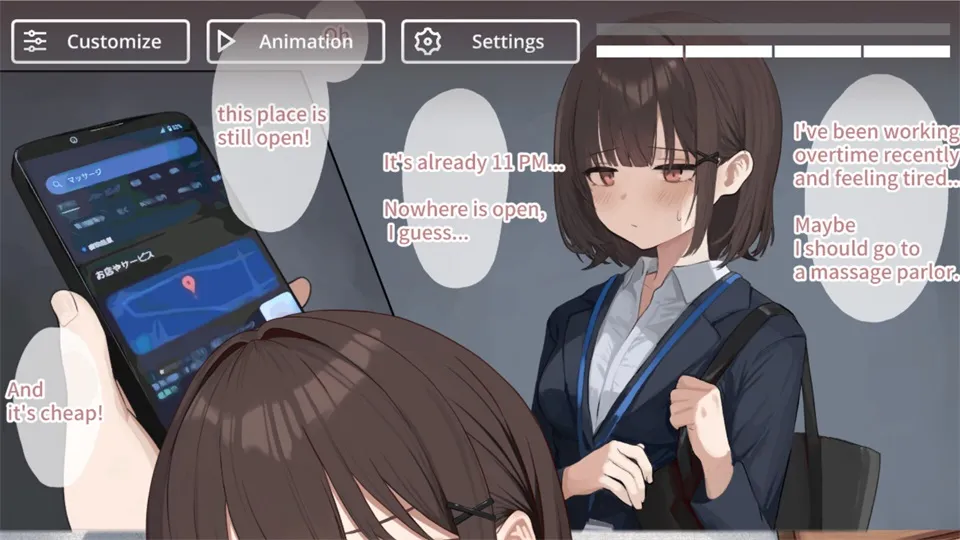 Customize
Animation
Settings
I've been working
overtime recently
and feeling tired...
Maybe
I should go to
a massage parlor.
It's already 11 PM...
Nowhere is open,
I guess...
Oh
this place is
still open!
And
it's cheap!
マッサージ
お店やサービス